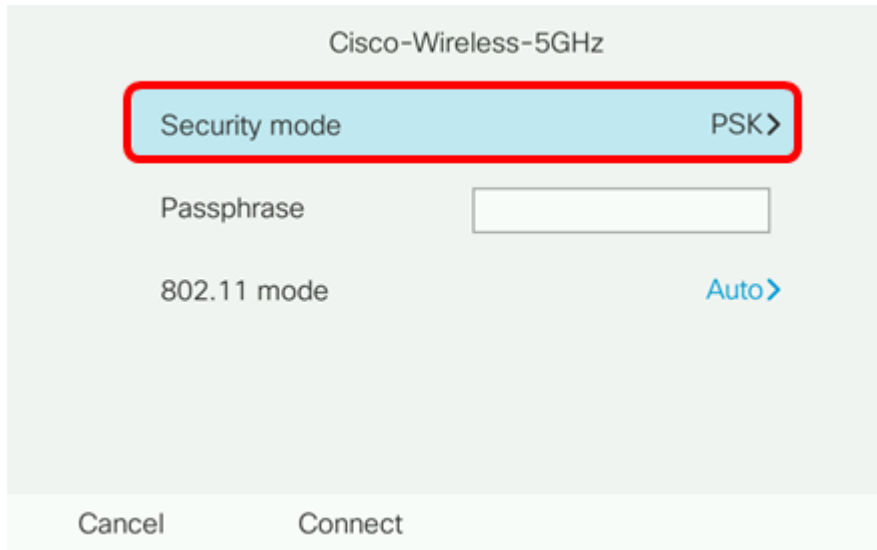 Cisco-Wireless-5GHz
Security mode PSK>
Passphrase
802.11 mode Auto>
Cancel Connect